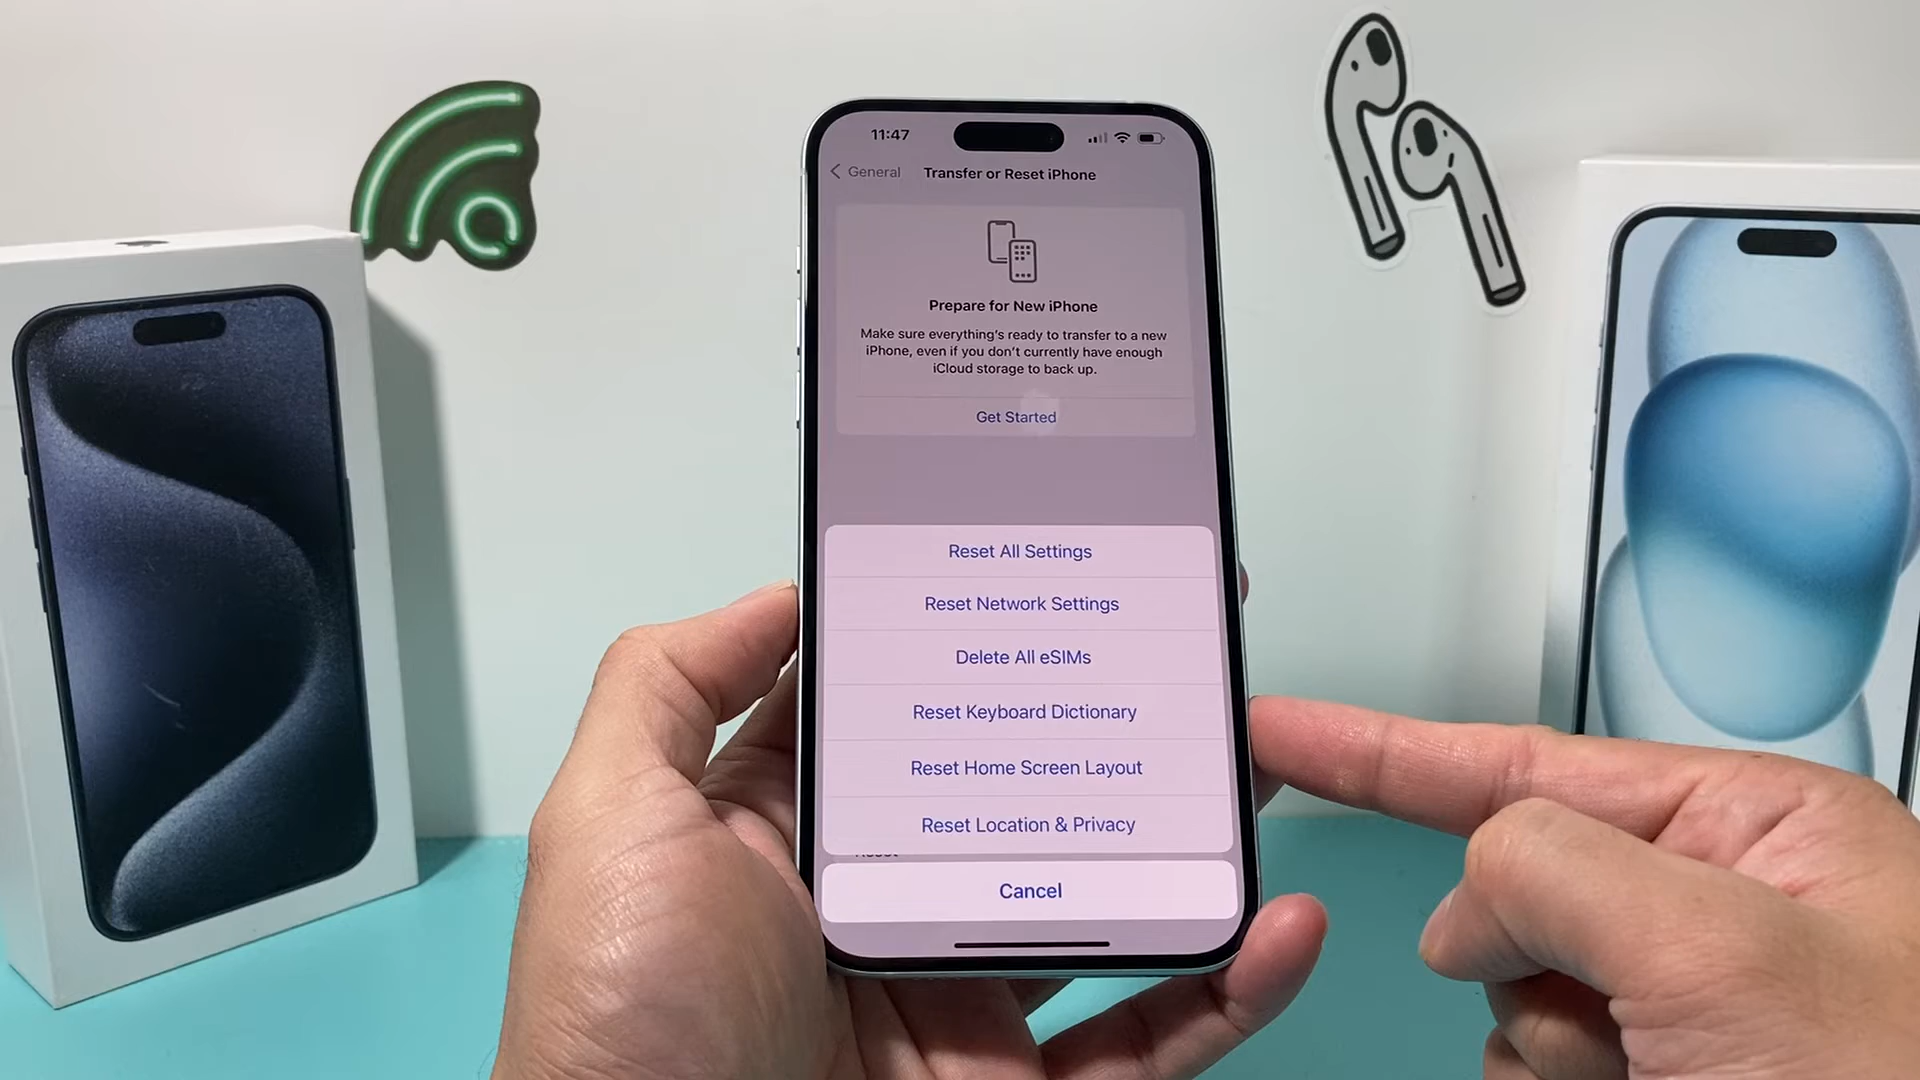 11:47
General
Transfer or Reset iPhone
Prepare for New iPhone
Make sure everything's ready to transfer to a new
iPhone, even if you don't currently have enough
iCloud storage to back up.
Get Started
Reset All Settings
Reset Network Settings
Delete All eSIMs
Reset Keyboard Dictionary
Reset Home Screen Layout
Reset Location & Privacy
Reset
Cancel